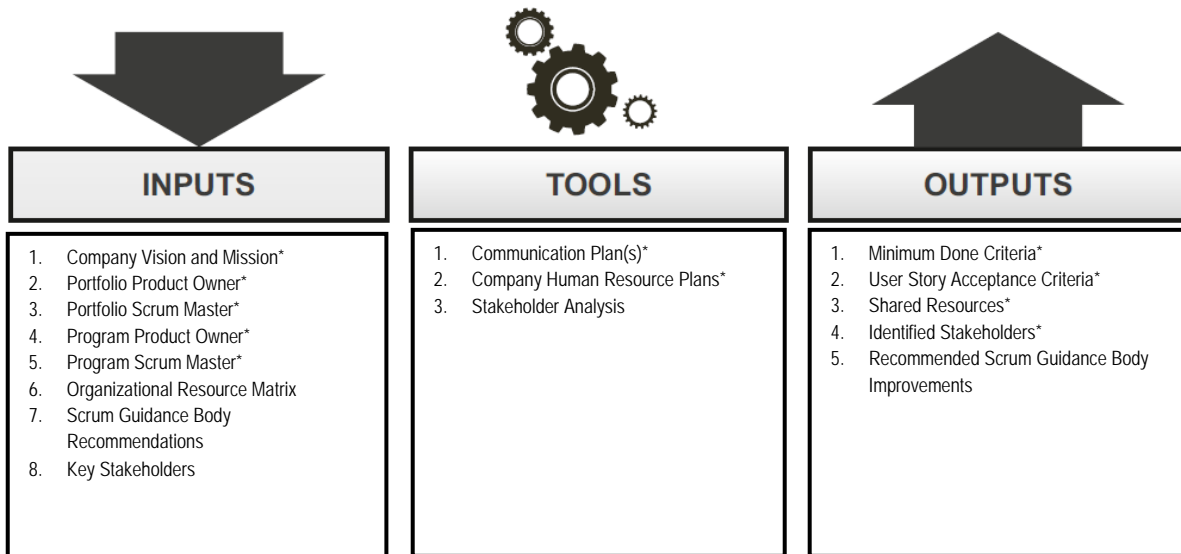 INPUTS
1. Company Vision and Mission*
2. Portfolio Product Owner*
3. Portfolio Scrum Master*
4. Program Product Owner*
5. Program Scrum Master*
6. Organizational Resource Matrix
7. Scrum Guidance Body
Recommendations
8. Key Stakeholders
TOOLS
1. Communication Plan(s)*
2. Company Human Resource Plans*
3. Stakeholder Analysis
OUTPUTS
1. Minimum Done Criteria*
2. User Story Acceptance Criteria*
3. Shared Resources*
4. Identified Stakeholders*
5. Recommended Scrum Guidance Body
Improvements